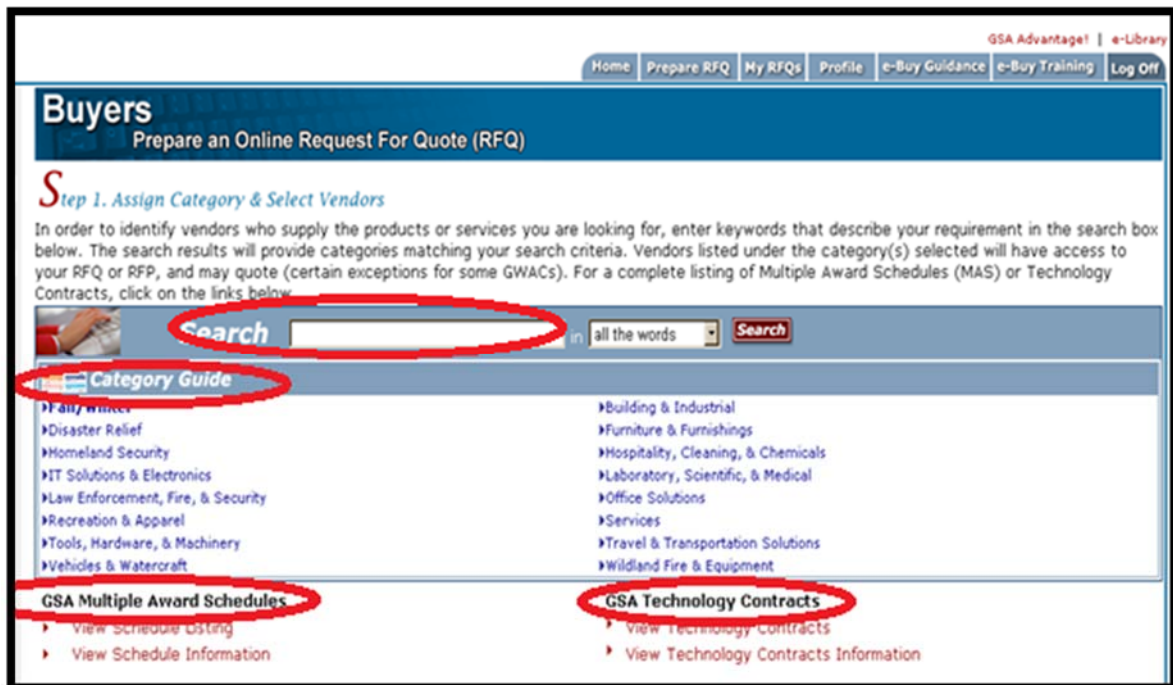 GSA Advantage! | e-Library
Home Prepare RFQ My RFQs Profile e-Buy Guidance e-Buy Training Log Off
Buyers
Prepare an Online Request For Quote (RFQ)
Step 1. Assign Category & Select Vendors
In order to identify vendors who supply the products or services you are looking for, enter keywords that describe your requirement in the search box
below. The search results will provide categories matching your search criteria. Vendors listed under the category(s) selected will have access to
your RFQ or RFP, and may quote (certain exceptions for some GWACs). For a complete listing of Multiple Award Schedules (MAS) or Technology
Contracts, click on the links below.
Search in all the words Search
Category Guide
Fall/Winter
Disaster Relief
Homeland Security
IT Solutions & Electronics
Law Enforcement, Fire, & Security
Recreation & Apparel
Tools, Hardware, & Machinery
Vehicles & Watercraft
Building & Industrial
Furniture & Furnishings
Hospitality, Cleaning, & Chemicals
Laboratory, Scientific, & Medical
Office Solutions
Services
Travel & Transportation Solutions
Wildland Fire & Equipment
GSA Multiple Award Schedules
View Schedule Listing
View Schedule Information
GSA Technology Contracts
View Technology Contracts
View Technology Contracts Information